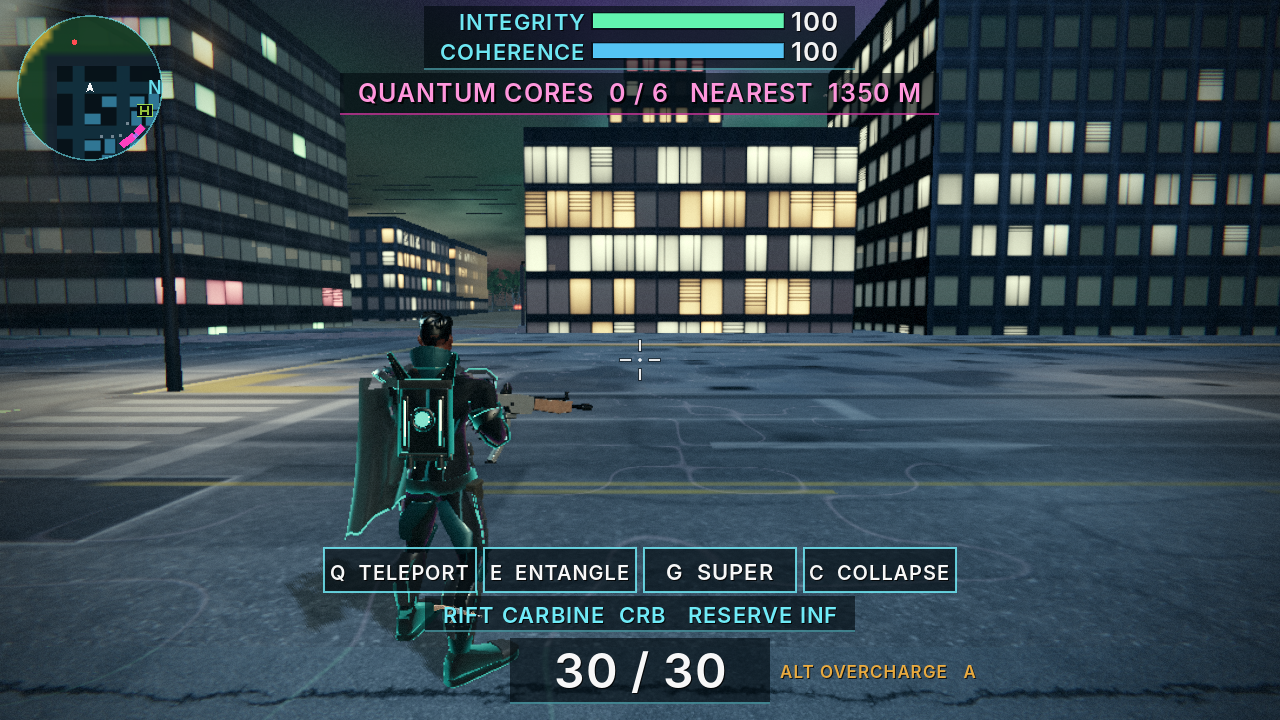 INTEGRITY 100
COHERENCE 100
QUANTUM CORES 0 / 6 NEAREST 1350 M
N
H
Q TELEPORT E ENTANGLE G SUPER C COLLAPSE
RIFT CARBINE CRB RESERVE INF
30 / 30
ALT OVERCHARGE A